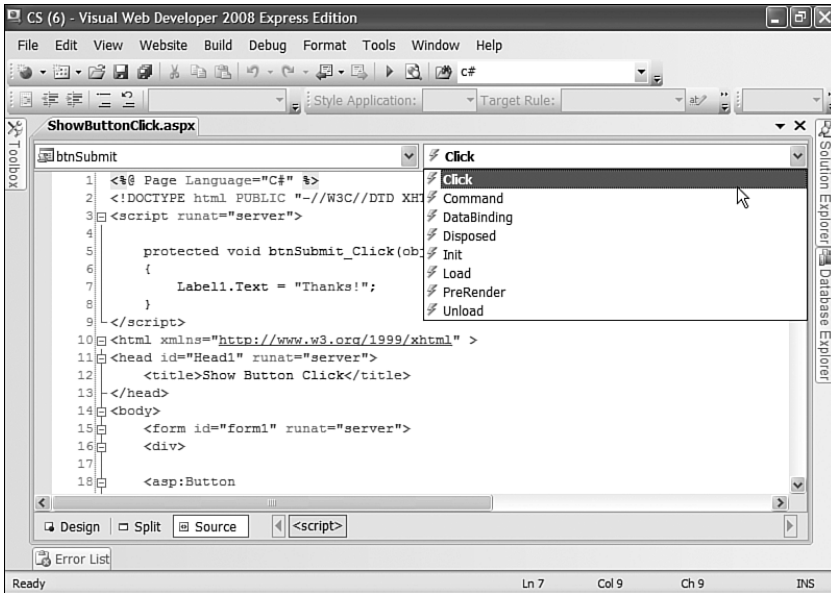 CS (6) - Visual Web Developer 2008 Express Edition
File Edit View Website Build Debug Format Tools Window Help
c#
Style Application: Target Rule:
Toolbox
ShowButtonClick.aspx
btnSubmit
Click
Click
Command
DataBinding
Disposed
Init
Load
PreRender
Unload
1 <%@ Page Language="C#" %>
2 <!DOCTYPE html PUBLIC "-//W3C//DTD XHT
3 <script runat="server">
4
5 protected void btnSubmit_Click(obj
6 {
7 Label1.Text = "Thanks!";
8 }
9 </script>
10 <html xmlns="http://www.w3.org/1999/xhtml" >
11 <head id="Head1" runat="server">
12 <title>Show Button Click</title>
13 </head>
14 <body>
15 <form id="form1" runat="server">
16 <div>
17
18 <asp:Button
Solution Explorer
Database Explorer
Design Split Source <script>
Error List
Ready Ln 7 Col 9 Ch 9 INS